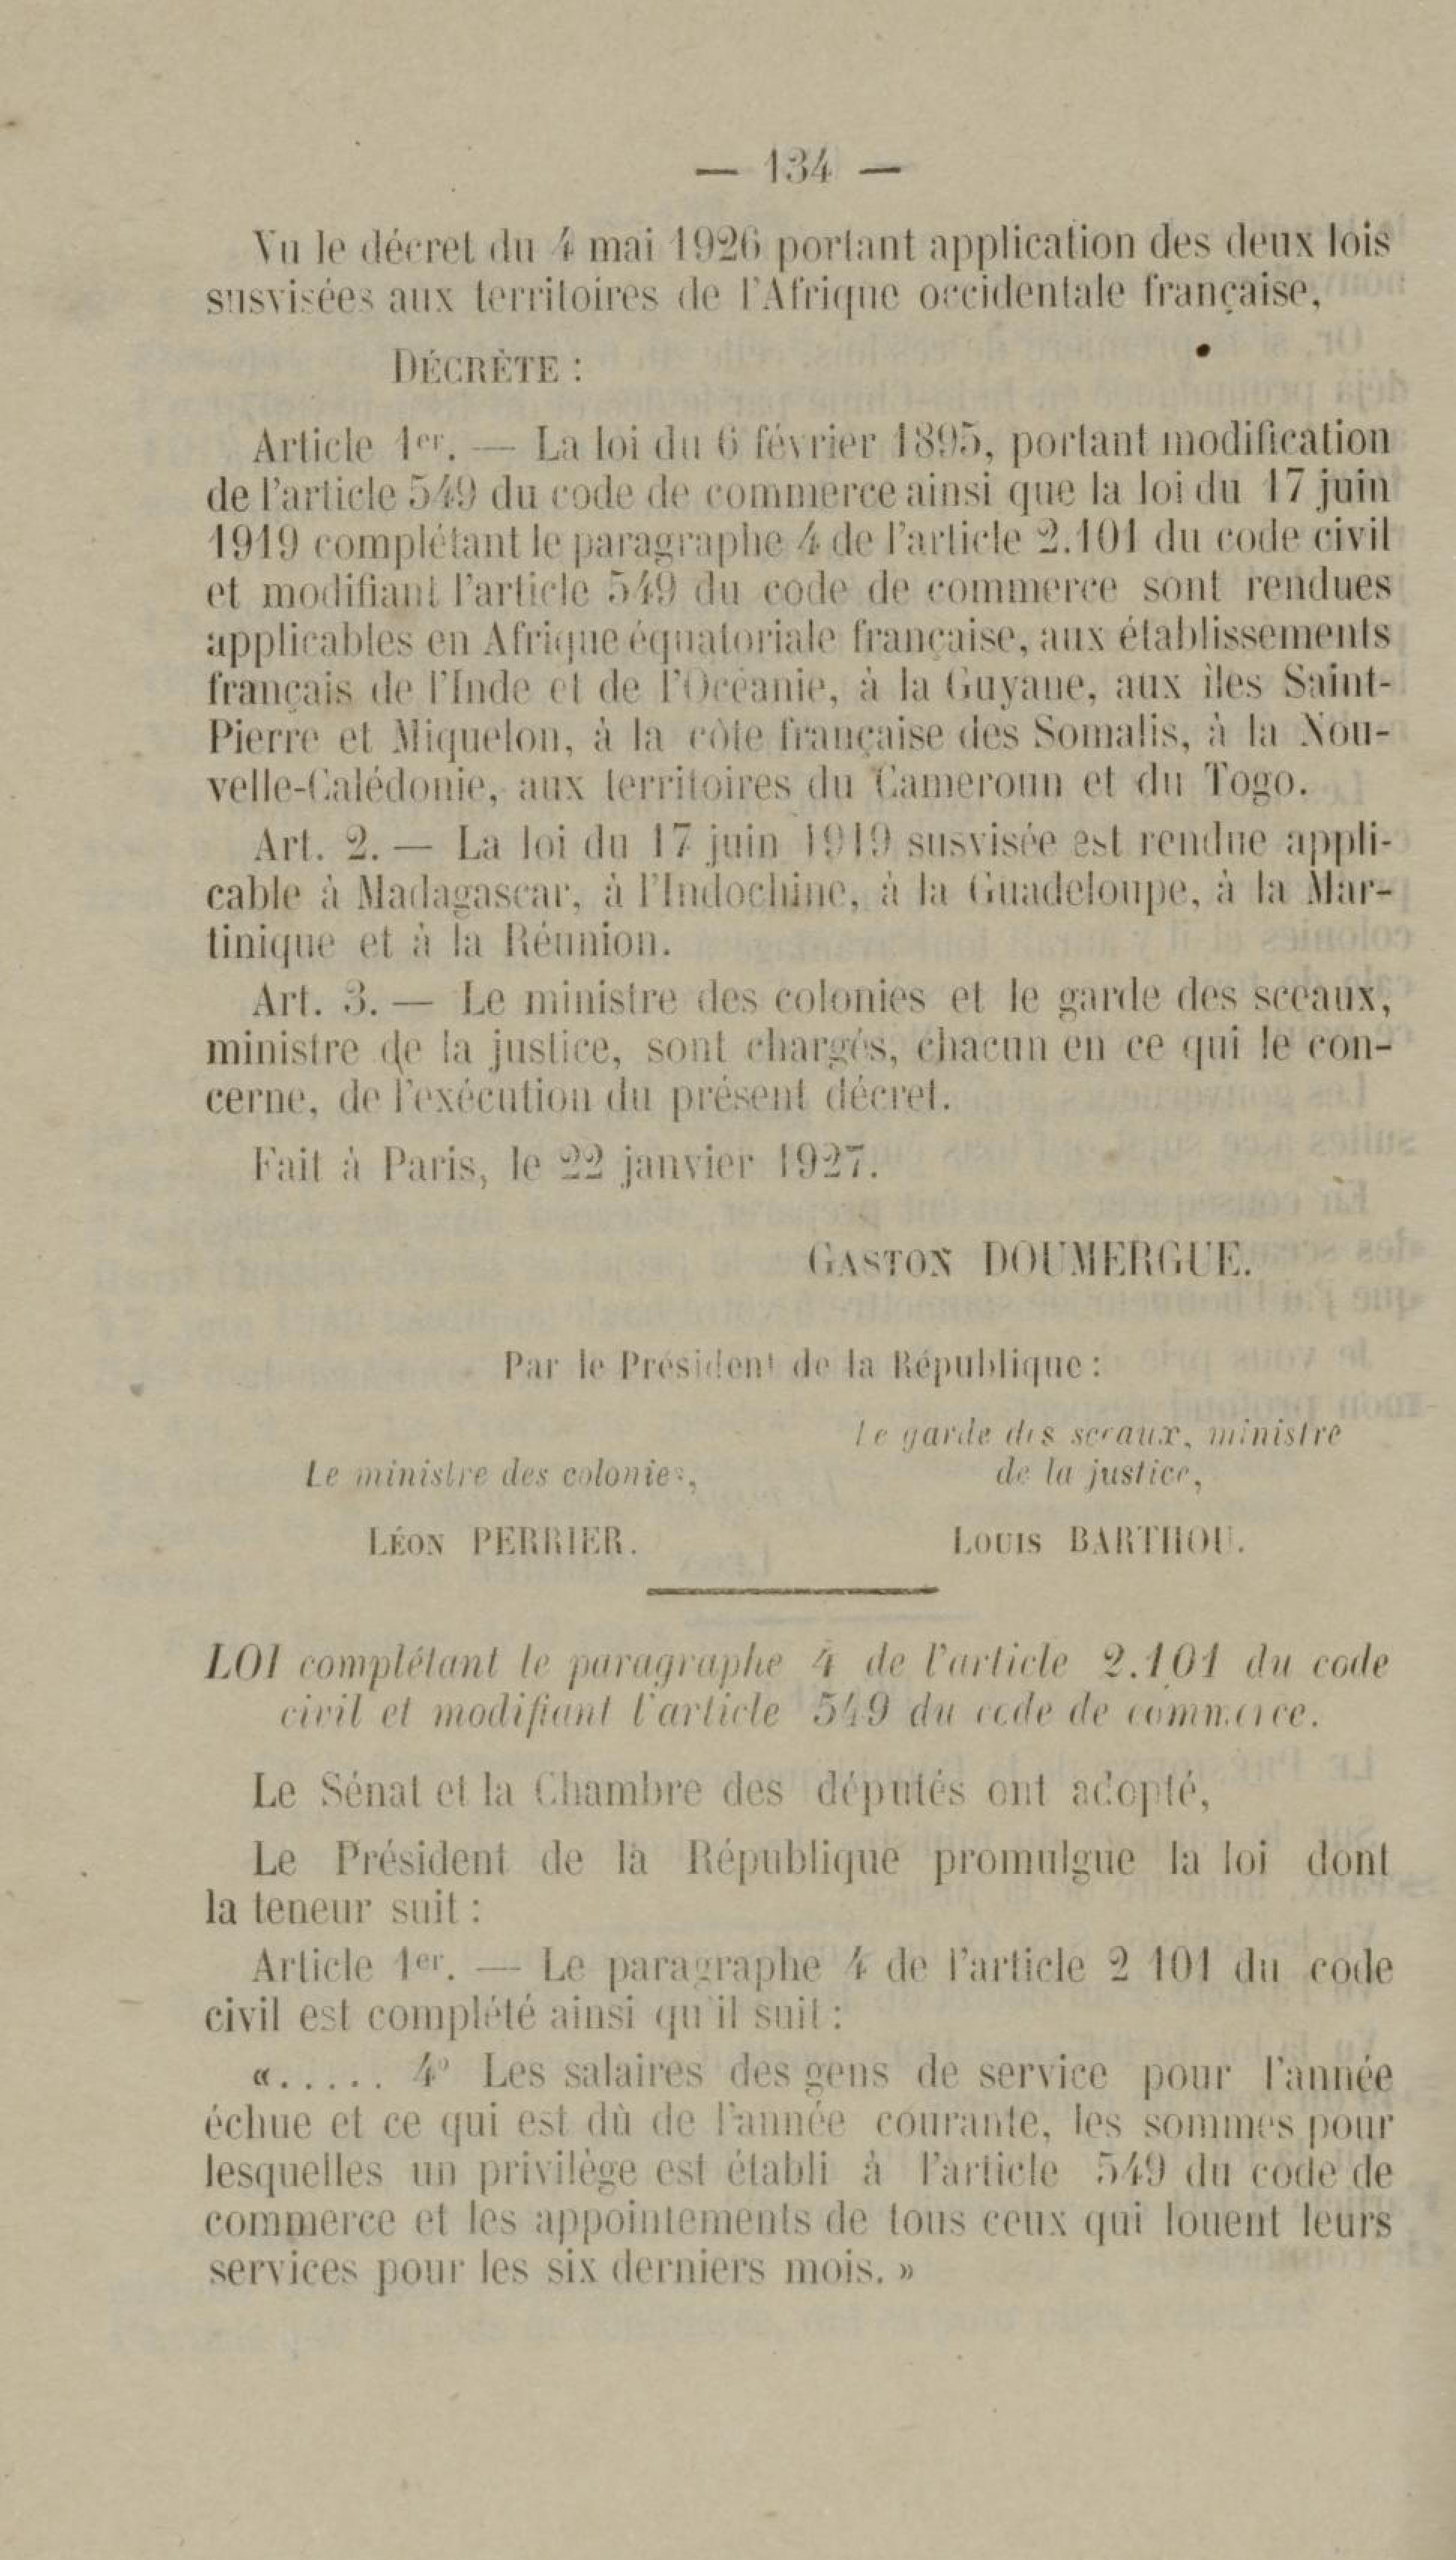 — 134 —
Vu le décret du 4 mai 1926 portant application des deux lois
susvisées aux territoires de l'Afrique occidentale française,
DÉCRÈTE :
Article 1er. — La loi du 6 février 1895, portant modification
de l'article 549 du code de commerce ainsi que la loi du 17 juin
1919 complétant le paragraphe 4 de l'article 2.101 du code civil
et modifiant l'article 549 du code de commerce sont rendues
applicables en Afrique équatoriale française, aux établissements
français de l'Inde et de l'Océanie, à la Guyane, aux îles Saint-
Pierre et Miquelon, à la côte française des Somalis, à la Nou-
velle-Calédonie, aux territoires du Cameroun et du Togo.
Art. 2. — La loi du 17 juin 1919 susvisée est rendue appli-
cable à Madagascar, à l'Indochine, à la Guadeloupe, à la Mar-
tinique et à la Réunion.
Art. 3. — Le ministre des colonies et le garde des sceaux,
ministre de la justice, sont chargés, chacun en ce qui le con-
cerne, de l'exécution du présent décret.
Fait à Paris, le 22 janvier 1927.
GASTON DOUMERGUE.
Par le Président de la République :
Le garde des sceaux, ministre
de la justice,
Le ministre des colonies,
LÉON PERRIER.
LOUIS BARTHOU.
LOI complétant le paragraphe 4 de l'article 2.101 du code
civil et modifiant l'article 549 du code de commerce.
Le Sénat et la Chambre des députés ont adopté,
Le Président de la République promulgue la loi dont
la teneur suit :
Article 1er. — Le paragraphe 4 de l'article 2 101 du code
civil est complété ainsi qu'il suit :
«..... 4° Les salaires des gens de service pour l'année
échue et ce qui est dû de l'année courante, les sommes pour
lesquelles un privilège est établi à l'article 549 du code de
commerce et les appointements de tous ceux qui louent leurs
services pour les six derniers mois. »